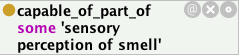 capable_of_part_of
some 'sensory
perception of smell'